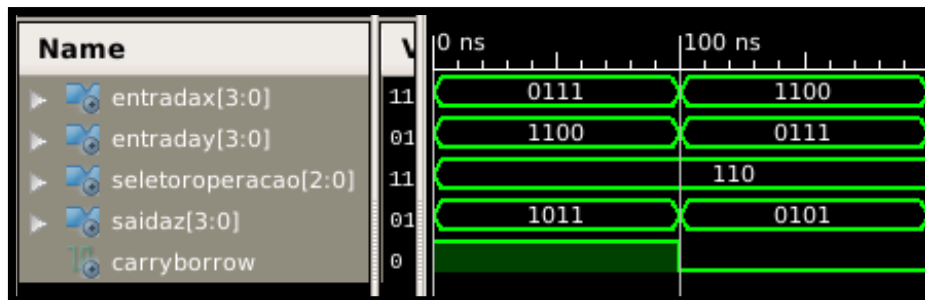 Name 0 ns 100 ns
entradax[3:0] 11 0111 1100
entraday[3:0] 01 1100 0111
seletoroperacao[2:0] 11 110
saidaz[3:0] 01 1011 0101
carryborrow 0